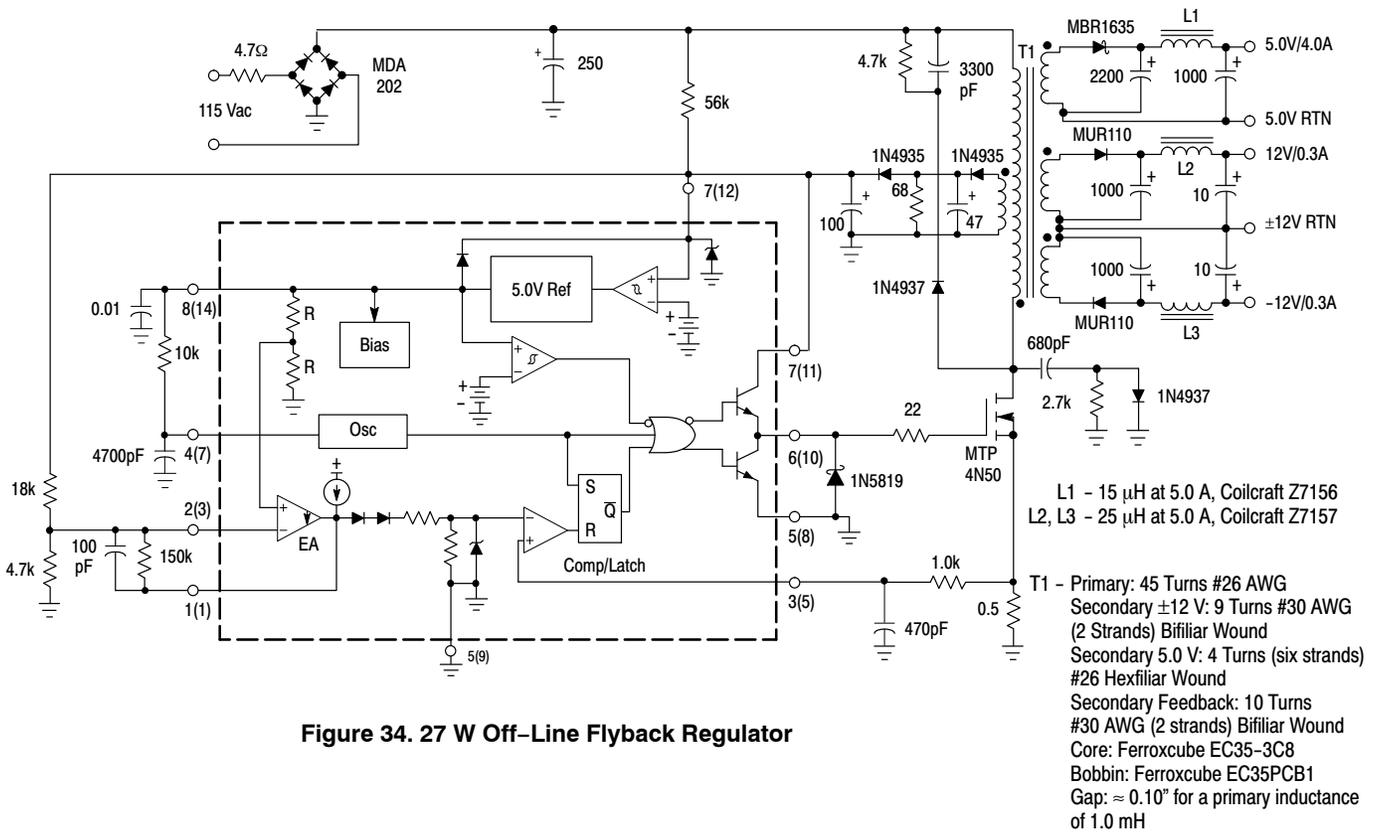 4.7Ω
MDA
202
115 Vac
+
250
56k
4.7k
3300
pF
T1
MBR1635
L1
5.0V/4.0A
2200
+
1000
+
5.0V RTN
MUR110
12V/0.3A
L2
1000
+
10
+
±12V RTN
1000
+
10
+
-12V/0.3A
MUR110
L3
1N4935
1N4935
7(12)
68
100
+
47
+
1N4937
680pF
2.7k
1N4937
0.01
8(14)
R
R
Bias
5.0V Ref
+
–
+
–
10k
+
–
+
–
7(11)
Osc
4700pF
4(7)
22
6(10)
MTP
4N50
1N5819
18k
+
S
Q
R
2(3)
+
–
EA
–
+
5(8)
100
pF
150k
4.7k
Comp/Latch
1.0k
1(1)
3(5)
0.5
470pF
5(9)
L1 - 15 μH at 5.0 A, Coilcraft Z7156
L2, L3 - 25 μH at 5.0 A, Coilcraft Z7157
T1 - Primary: 45 Turns #26 AWG
Secondary ±12 V: 9 Turns #30 AWG
(2 Strands) Bifiliar Wound
Secondary 5.0 V: 4 Turns (six strands)
#26 Hexfiliar Wound
Secondary Feedback: 10 Turns
#30 AWG (2 strands) Bifiliar Wound
Core: Ferroxcube EC35-3C8
Bobbin: Ferroxcube EC35PCB1
Gap: ≈ 0.10" for a primary inductance
of 1.0 mH
Figure 34. 27 W Off-Line Flyback Regulator